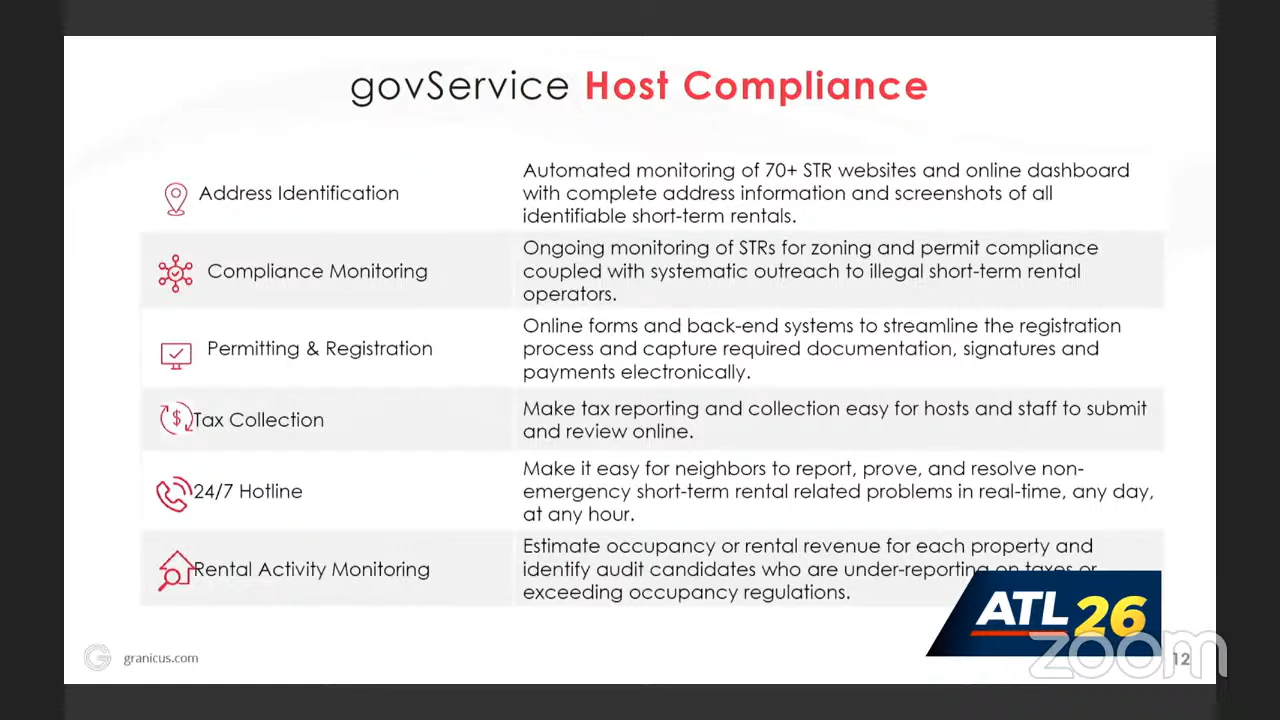 govService Host Compliance
Address Identification
Automated monitoring of 70+ STR websites and online dashboard
with complete address information and screenshots of all
identifiable short-term rentals.
Compliance Monitoring
Ongoing monitoring of STRs for zoning and permit compliance
coupled with systematic outreach to illegal short-term rental
operators.
Permitting & Registration
Online forms and back-end systems to streamline the registration
process and capture required documentation, signatures and
payments electronically.
Tax Collection
Make tax reporting and collection easy for hosts and staff to submit
and review online.
24/7 Hotline
Make it easy for neighbors to report, prove, and resolve non-
emergency short-term rental related problems in real-time, any day,
at any hour.
Rental Activity Monitoring
Estimate occupancy or rental revenue for each property and
identify audit candidates who are under-reporting on taxes or
exceeding occupancy regulations.
ATL 26
zoom
granicus.com
12